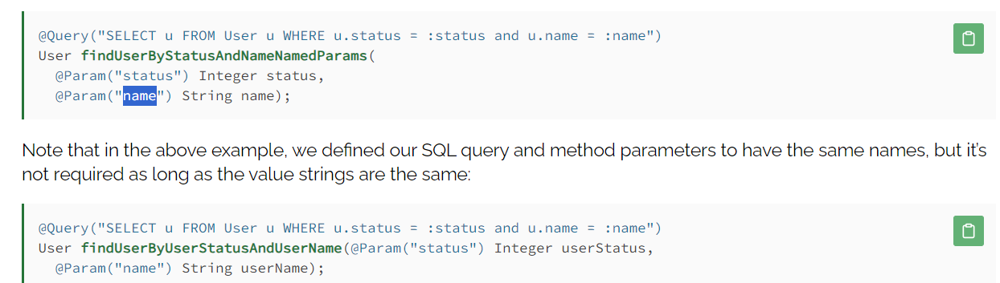 @Query("SELECT u FROM User u WHERE u.status = :status and u.name = :name")
User findUserByStatusAndNameNamedParams(
  @Param("status") Integer status,
  @Param("name") String name);
Note that in the above example, we defined our SQL query and method parameters to have the same names, but it’s
not required as long as the value strings are the same:
@Query("SELECT u FROM User u WHERE u.status = :status and u.name = :name")
User findUserByUserStatusAndUserName(@Param("status") Integer userStatus,
  @Param("name") String userName);